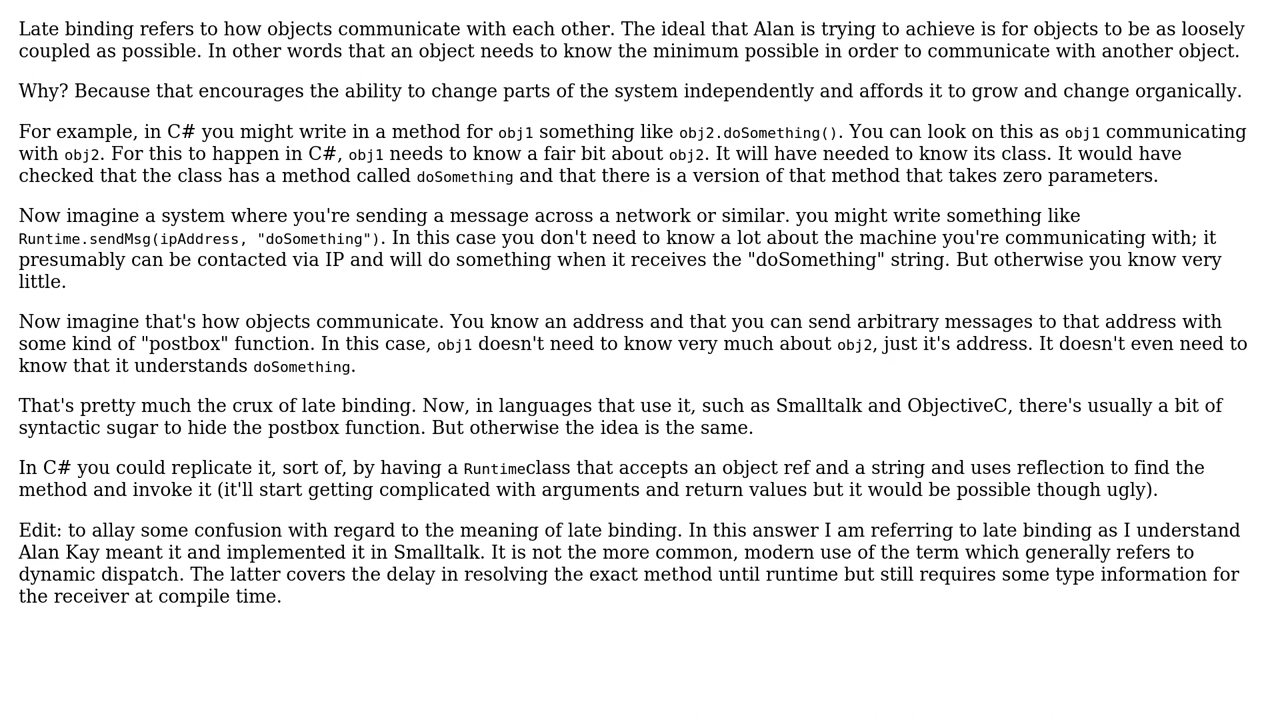 Late binding refers to how objects communicate with each other. The ideal that Alan is trying to achieve is for objects to be as loosely
coupled as possible. In other words that an object needs to know the minimum possible in order to communicate with another object.
Why? Because that encourages the ability to change parts of the system independently and affords it to grow and change organically.
For example, in C# you might write in a method for obj1 something like obj2.doSomething(). You can look on this as obj1 communicating
with obj2. For this to happen in C#, obj1 needs to know a fair bit about obj2. It will have needed to know its class. It would have
checked that the class has a method called doSomething and that there is a version of that method that takes zero parameters.
Now imagine a system where you're sending a message across a network or similar. you might write something like
Runtime.sendMsg(ipAddress, "doSomething"). In this case you don't need to know a lot about the machine you're communicating with; it
presumably can be contacted via IP and will do something when it receives the "doSomething" string. But otherwise you know very
little.
Now imagine that's how objects communicate. You know an address and that you can send arbitrary messages to that address with
some kind of "postbox" function. In this case, obj1 doesn't need to know very much about obj2, just it's address. It doesn't even need to
know that it understands doSomething.
That's pretty much the crux of late binding. Now, in languages that use it, such as Smalltalk and ObjectiveC, there's usually a bit of
syntactic sugar to hide the postbox function. But otherwise the idea is the same.
In C# you could replicate it, sort of, by having a Runtimeclass that accepts an object ref and a string and uses reflection to find the
method and invoke it (it'll start getting complicated with arguments and return values but it would be possible though ugly).
Edit: to allay some confusion with regard to the meaning of late binding. In this answer I am referring to late binding as I understand
Alan Kay meant it and implemented it in Smalltalk. It is not the more common, modern use of the term which generally refers to
dynamic dispatch. The latter covers the delay in resolving the exact method until runtime but still requires some type information for
the receiver at compile time.